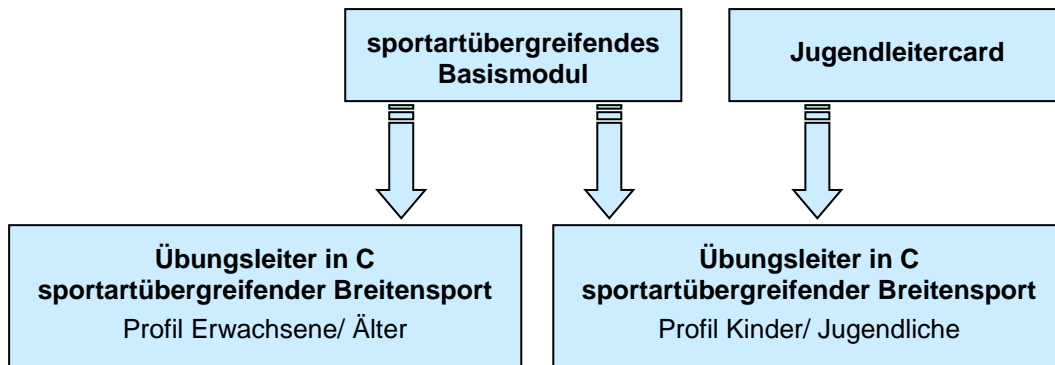 sportartübergreifendes
Basismodul
Jugendleitercard
Übungsleiter in C
sportartübergreifender Breitensport
Profil Erwachsene/ Älter
Übungsleiter in C
sportartübergreifender Breitensport
Profil Kinder/ Jugendliche